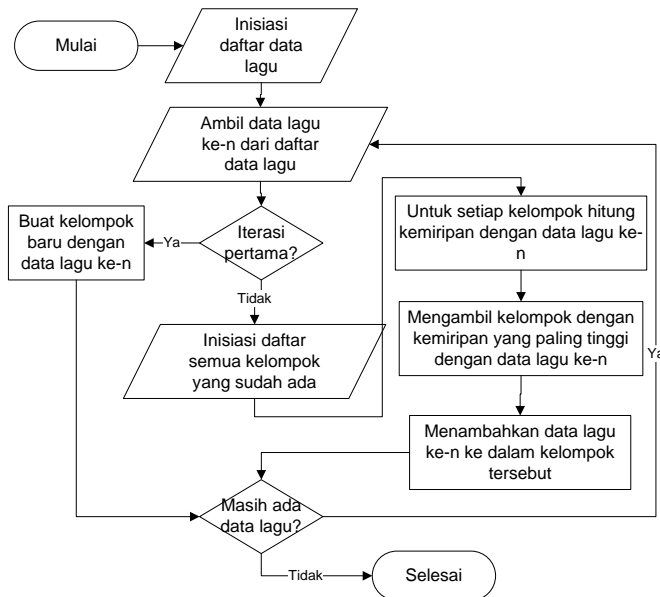 Mulai
Inisiasi
daftar data
lagu
Ambil data lagu
ke-n dari daftar
data lagu
Iterasi
pertama?
Ya
Buat kelompok
baru dengan
data lagu ke-n
Tidak
Inisiasi daftar
semua kelompok
yang sudah ada
Untuk setiap kelompok hitung
kemiripan dengan data lagu ke-
n
Mengambil kelompok dengan
kemiripan yang paling tinggi
dengan data lagu ke-n
Menambahkan data lagu
ke-n ke dalam kelompok
tersebut
Masih ada
data lagu?
Ya
Tidak
Selesai